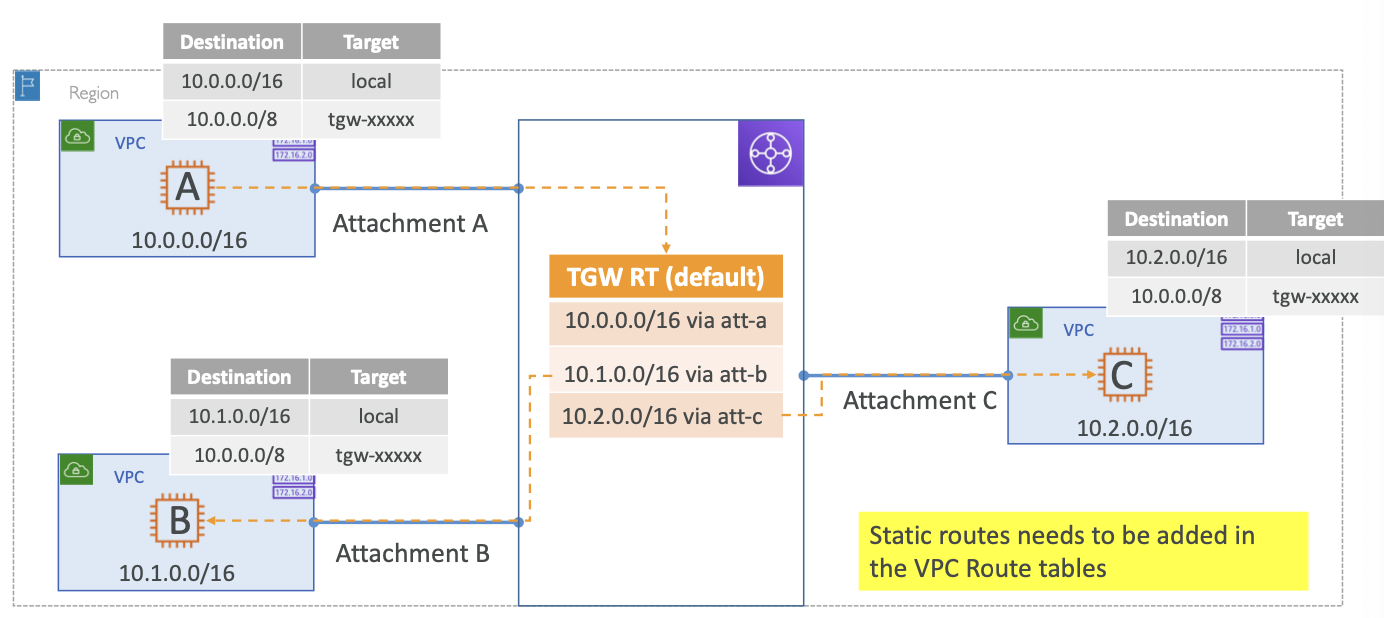 Destination Target
10.0.0.0/16 local
10.0.0.0/8 tgw-xxxxx
Region
VPC
172.16.1.0
172.16.2.0
A
10.0.0.0/16
Attachment A
TGW RT (default)
10.0.0.0/16 via att-a
10.1.0.0/16 via att-b
10.2.0.0/16 via att-c
Destination Target
10.1.0.0/16 local
10.0.0.0/8 tgw-xxxxx
VPC
172.16.1.0
172.16.2.0
B
10.1.0.0/16
Attachment B
Destination Target
10.2.0.0/16 local
10.0.0.0/8 tgw-xxxxx
VPC
172.16.1.0
172.16.2.0
C
10.2.0.0/16
Attachment C
Static routes needs to be added in
the VPC Route tables